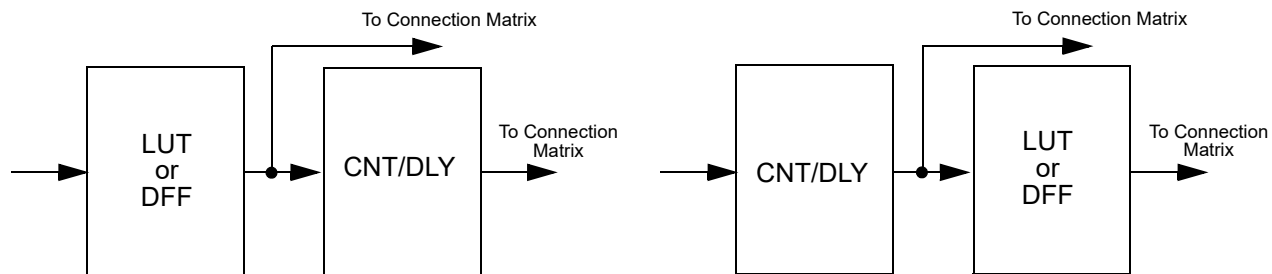 To Connection Matrix
To Connection Matrix
LUT
or
DFF
CNT/DLY
To Connection
Matrix
CNT/DLY
LUT
or
DFF
To Connection
Matrix